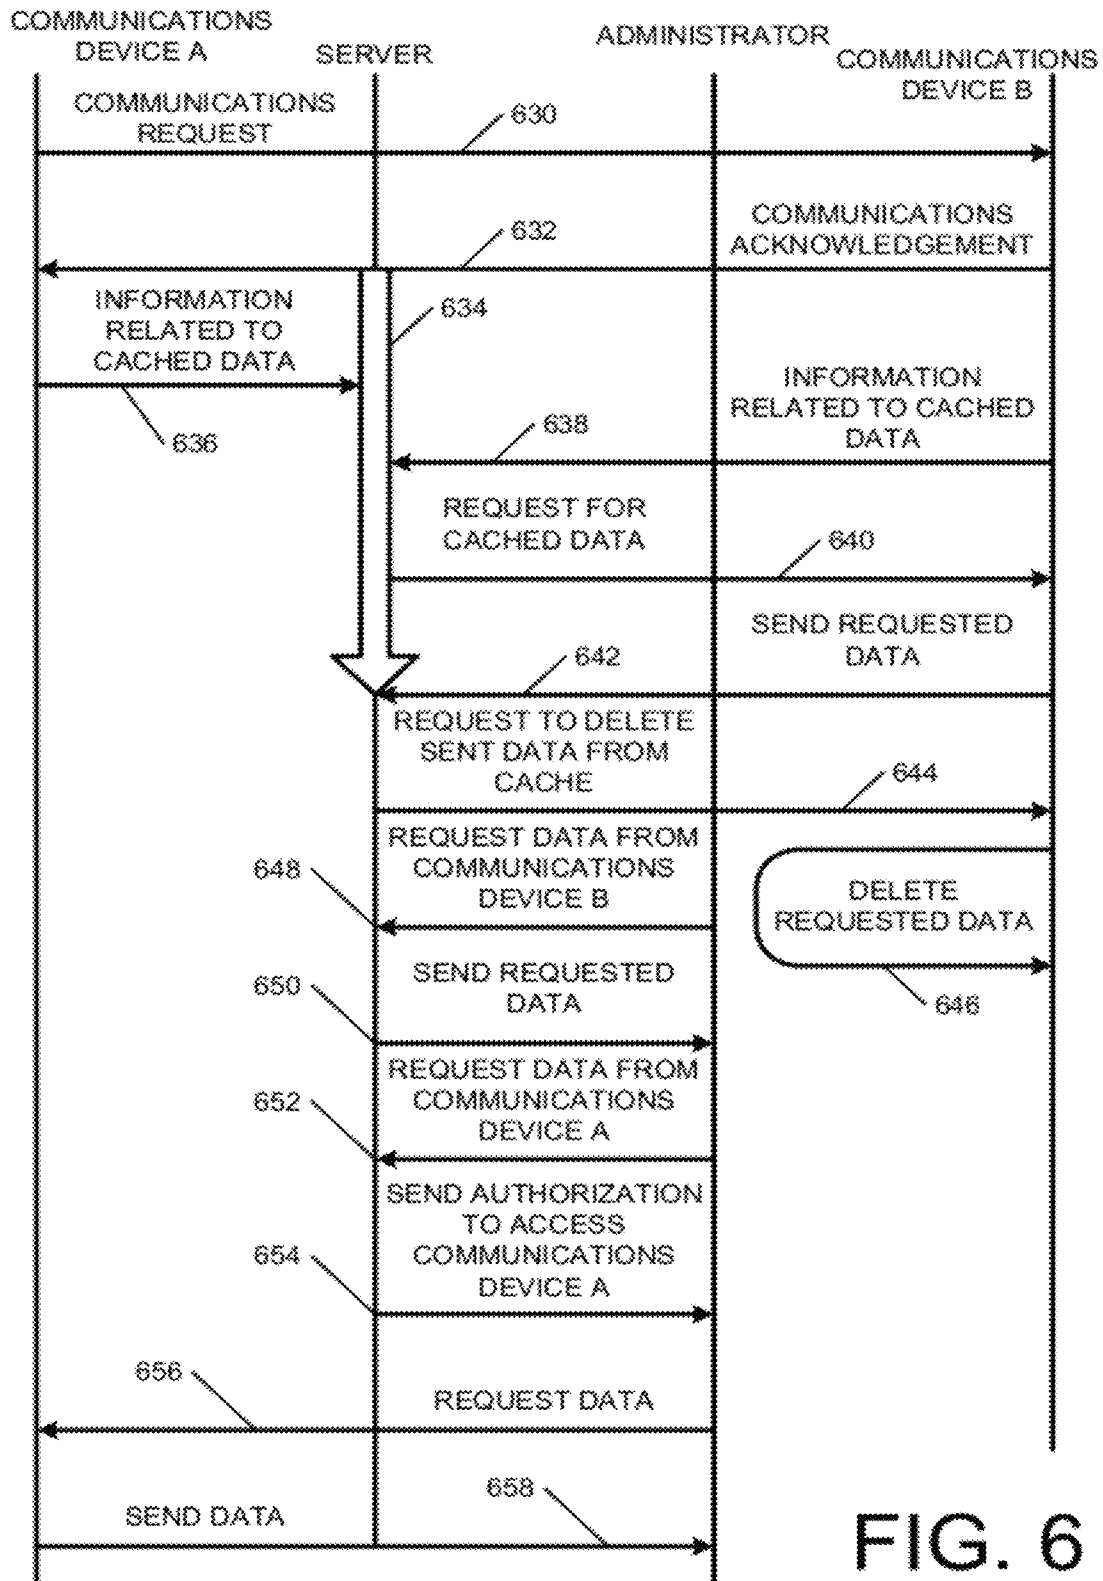 COMMUNICATIONS
DEVICE A
SERVER
ADMINISTRATOR
COMMUNICATIONS
DEVICE B
COMMUNICATIONS
REQUEST
630
COMMUNICATIONS
ACKNOWLEDGEMENT
632
INFORMATION
RELATED TO
CACHED DATA
634
636
INFORMATION
RELATED TO CACHED
DATA
638
REQUEST FOR
CACHED DATA
640
SEND REQUESTED
DATA
642
REQUEST TO DELETE
SENT DATA FROM
CACHE
644
REQUEST DATA FROM
COMMUNICATIONS
DEVICE B
648
DELETE
REQUESTED DATA
646
SEND REQUESTED
DATA
650
REQUEST DATA FROM
COMMUNICATIONS
DEVICE A
652
SEND AUTHORIZATION
TO ACCESS
COMMUNICATIONS
DEVICE A
654
656
REQUEST DATA
SEND DATA
658
FIG. 6